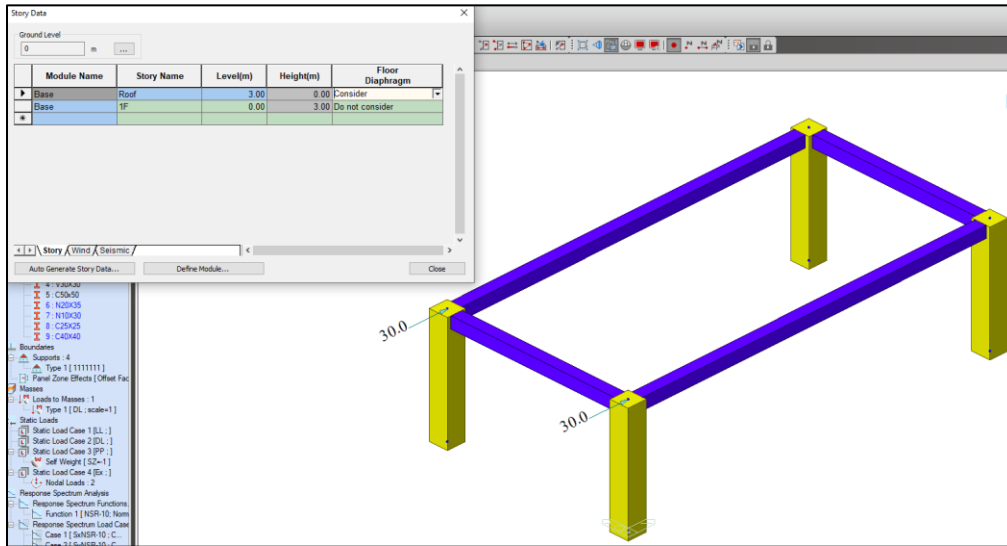 Story Data
Ground Level
0 m ...
Module Name Story Name Level(m) Height(m) Floor Diaphragm
Base Roof 3.00 0.00 Consider
Base 1F 0.00 3.00 Do not consider
Story Wind Seismic
Auto Generate Story Data... Define Module... Close
30.0
30.0
5 : C50x50
6 : N20X35
7 : N10X30
8 : C25X25
9 : C40X40
Boundaries
Supports : 4
Type 1 [ 1111111 ]
Panel Zone Effects [ Offset Fac
Masses
Loads to Masses : 1
Type 1 [ DL ; scale=1 ]
Static Loads
Static Load Case 1 [LL ; ]
Static Load Case 2 [DL ; ]
Static Load Case 3 [PP ; ]
Self Weight [ SZ=-1 ]
Static Load Case 4 [Ex ; ]
Nodal Loads : 2
Response Spectrum Analysis
Response Spectrum Functions
Function 1 [ NSR-10; Norm
Response Spectrum Load Case
Case 1 [ SxNSR-10 ; C...